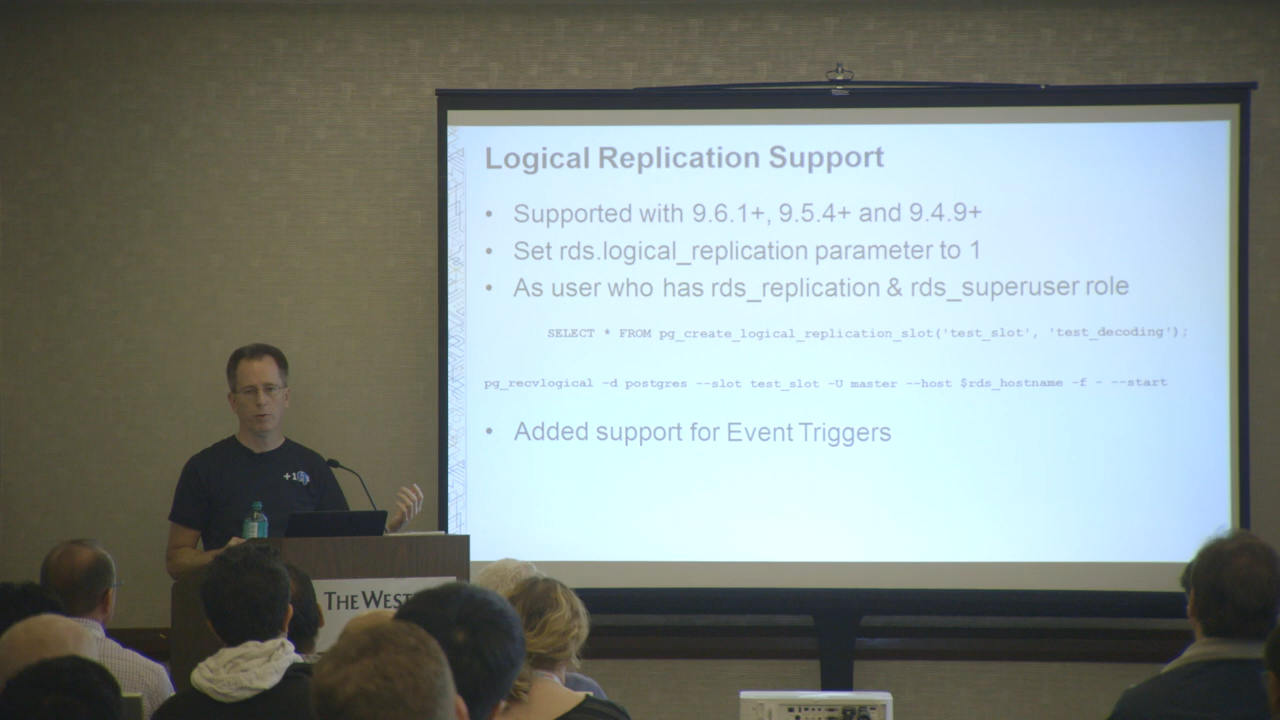 Logical Replication Support
• Supported with 9.6.1+, 9.5.4+ and 9.4.9+
• Set rds.logical_replication parameter to 1
• As user who has rds_replication & rds_superuser role
SELECT * FROM pg_create_logical_replication_slot('test_slot', 'test_decoding');
pg_recvlogical -d postgres --slot test_slot -U master --host $rds_hostname -f - --start
• Added support for Event Triggers
+1
THE WEST